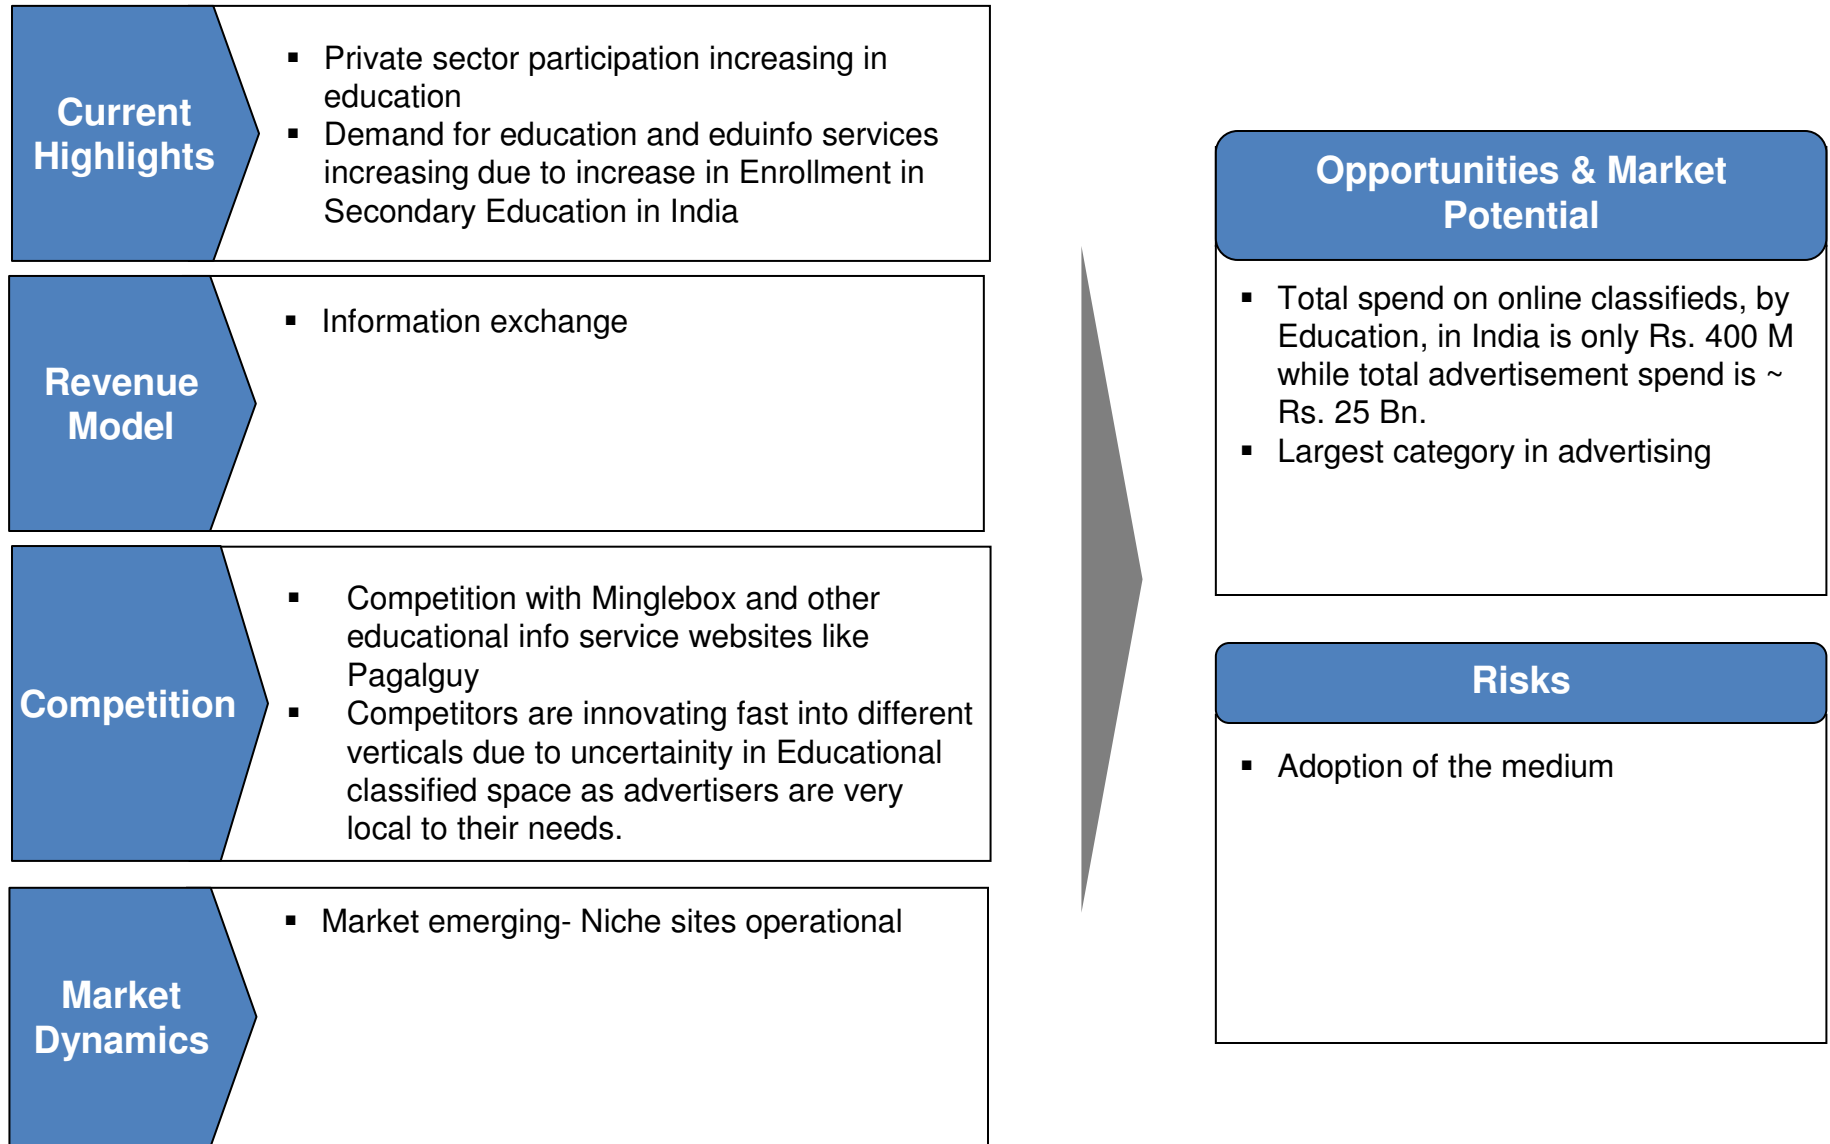 Current
Highlights
▪ Private sector participation increasing in
education
▪ Demand for education and eduinfo services
increasing due to increase in Enrollment in
Secondary Education in India
Revenue
Model
▪ Information exchange
Competition
▪ Competition with Minglebox and other
educational info service websites like
Pagalguy
▪ Competitors are innovating fast into different
verticals due to uncertainity in Educational
classified space as advertisers are very
local to their needs.
Market
Dynamics
▪ Market emerging- Niche sites operational
Opportunities & Market
Potential
▪ Total spend on online classifieds, by
Education, in India is only Rs. 400 M
while total advertisement spend is ~
Rs. 25 Bn.
▪ Largest category in advertising
Risks
▪ Adoption of the medium